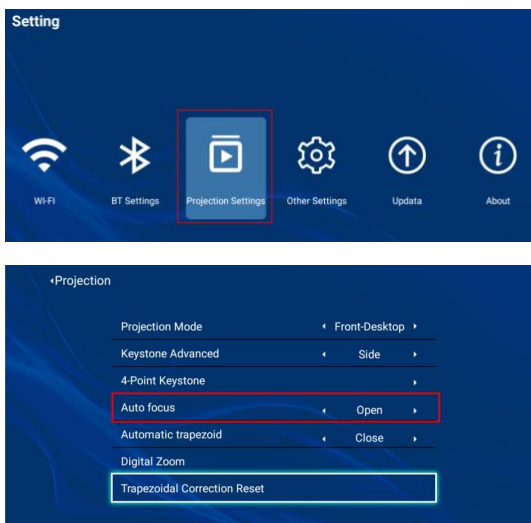 Setting
WI-FI BT Settings Projection Settings Other Settings Updata About
Projection
Projection Mode Front-Desktop
Keystone Advanced Side
4-Point Keystone
Auto focus Open
Automatic trapezoid Close
Digital Zoom
Trapezoidal Correction Reset